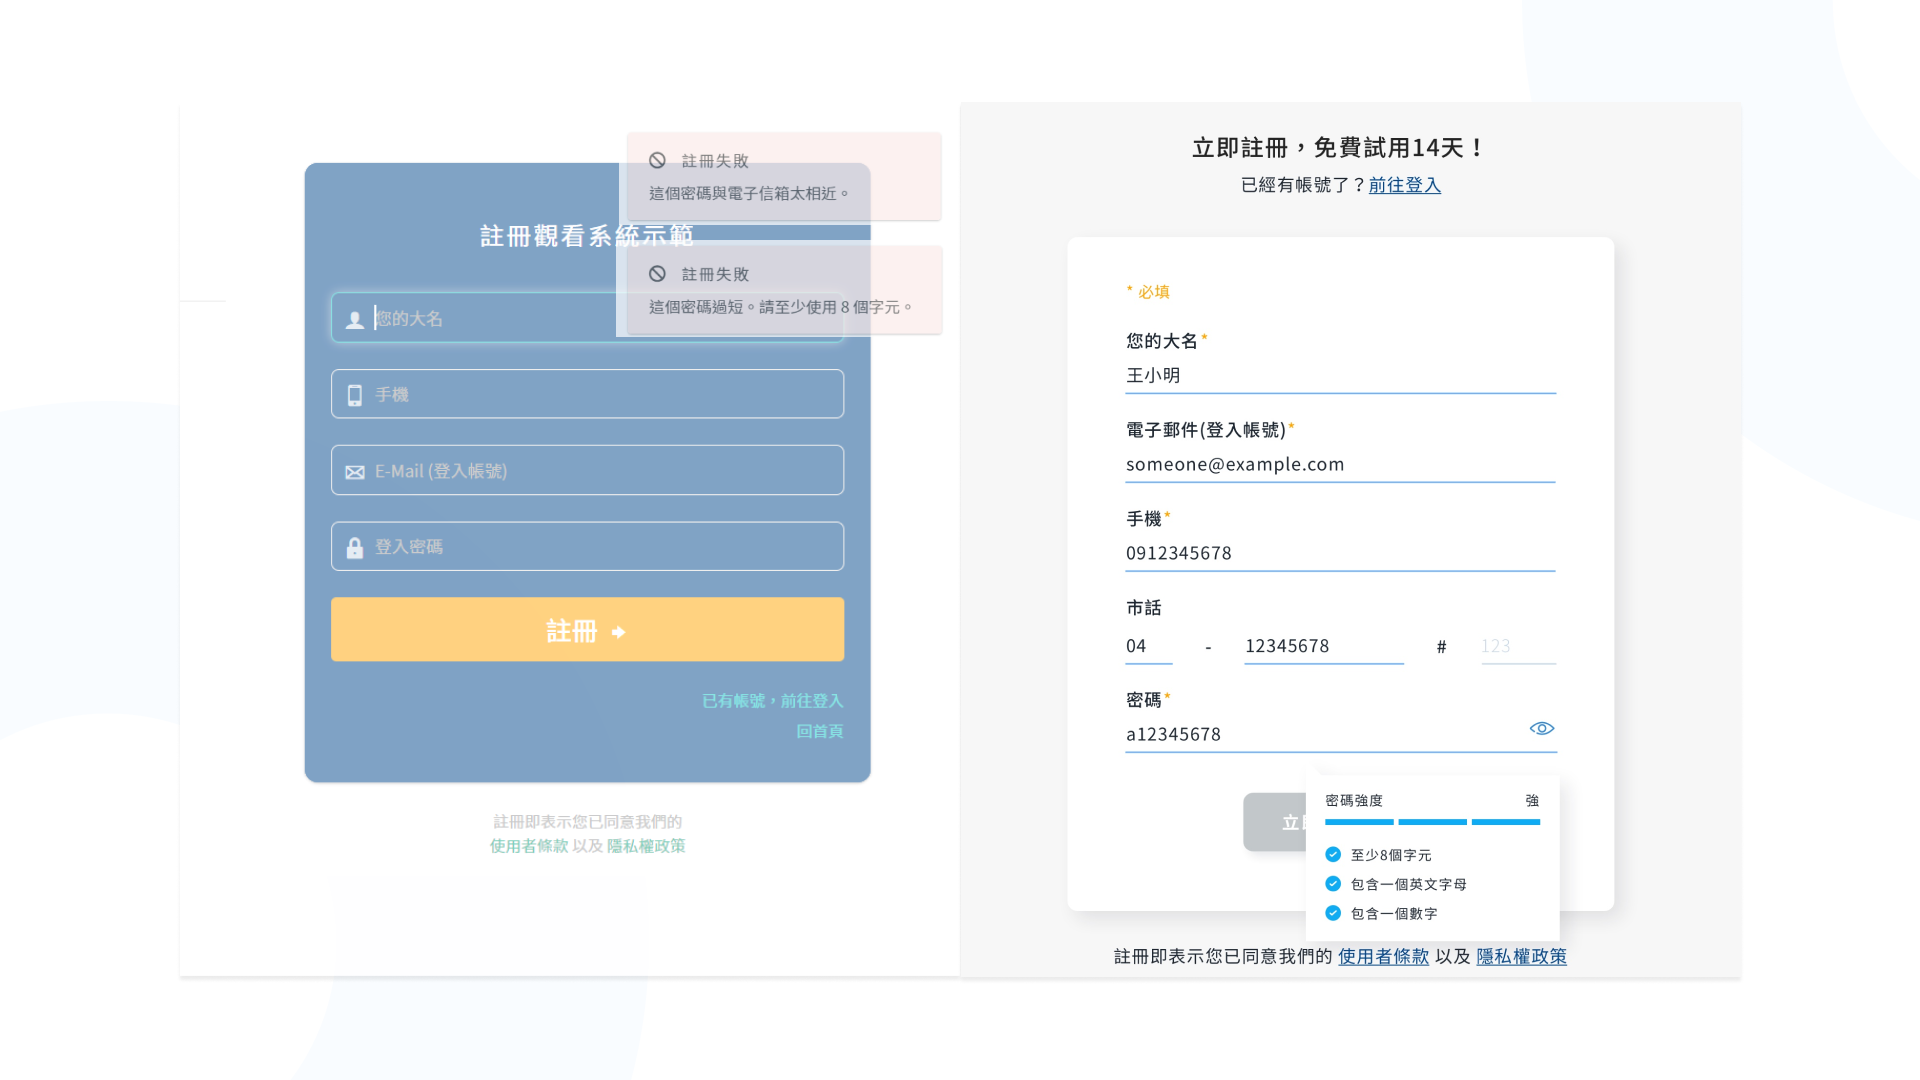 註冊失敗
這個密碼與電子信箱太相近。
註冊觀看系統示範
註冊失敗
這個密碼過短。請至少使用 8 個字元。
您的大名
手機
E-Mail (登入帳號)
登入密碼
註冊
已有帳號，前往登入
回首頁
註冊即表示您已同意我們的
使用者條款 以及 隱私權政策
立即註冊，免費試用14天！
已經有帳號了？前往登入
* 必填
您的大名*
王小明
電子郵件(登入帳號)*
someone@example.com
手機*
0912345678
市話
04 - 12345678 # 123
密碼*
a12345678
立
密碼強度 強
至少8個字元
包含一個英文字母
包含一個數字
註冊即表示您已同意我們的 使用者條款 以及 隱私權政策